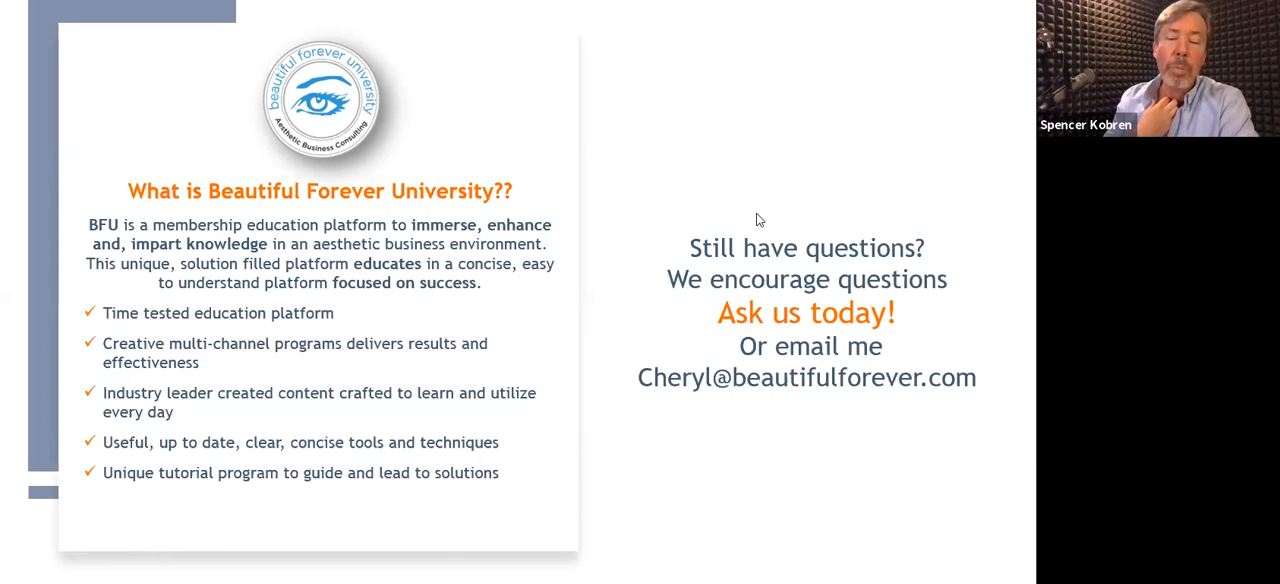 beautiful forever university
Aesthetic Business Consulting
What is Beautiful Forever University??
BFU is a membership education platform to immerse, enhance
and, impart knowledge in an aesthetic business environment.
This unique, solution filled platform educates in a concise, easy
to understand platform focused on success.
✓ Time tested education platform
✓ Creative multi-channel programs delivers results and
effectiveness
✓ Industry leader created content crafted to learn and utilize
every day
✓ Useful, up to date, clear, concise tools and techniques
✓ Unique tutorial program to guide and lead to solutions
Still have questions?
We encourage questions
Ask us today!
Or email me
Cheryl@beautifulforever.com
Spencer Kobren